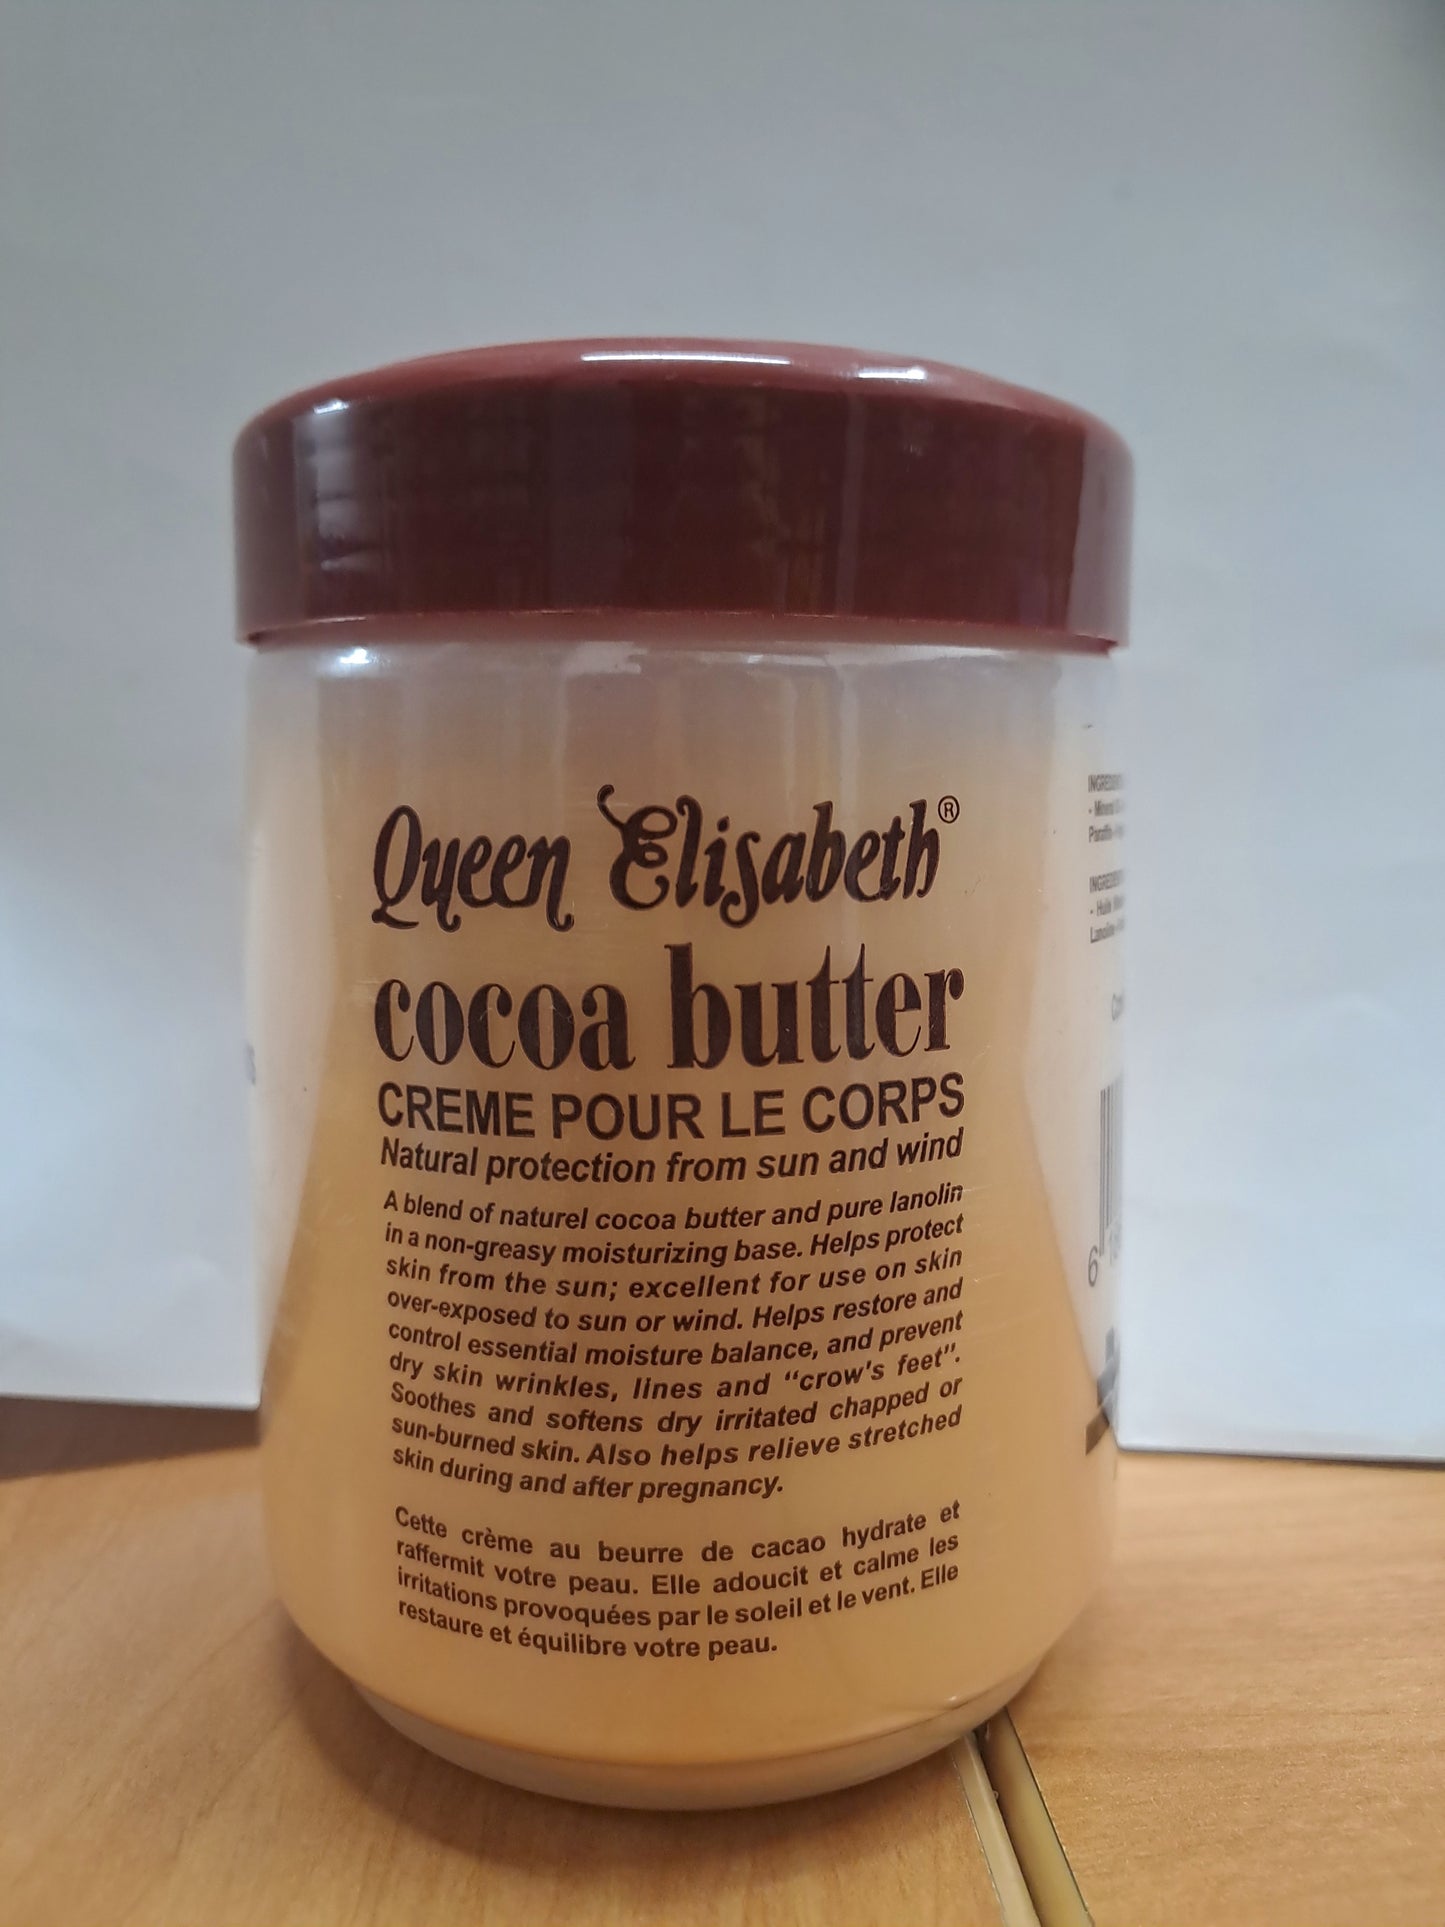 Queen Elisabeth®
cocoa butter
CREME POUR LE CORPS
Natural protection from sun and wind
A blend of naturel cocoa butter and pure lanolin
in a non-greasy moisturizing base. Helps protect
skin from the sun; excellent for use on skin
over-exposed to sun or wind. Helps restore and
control essential moisture balance, and prevent
dry skin wrinkles, lines and "crow's feet".
Soothes and softens dry irritated chapped or
sun-burned skin. Also helps relieve stretched
skin during and after pregnancy.
Cette crème au beurre de cacao hydrate et
raffermit votre peau. Elle adoucit et calme les
irritations provoquées par le soleil et le vent. Elle
restaure et équilibre votre peau.
6